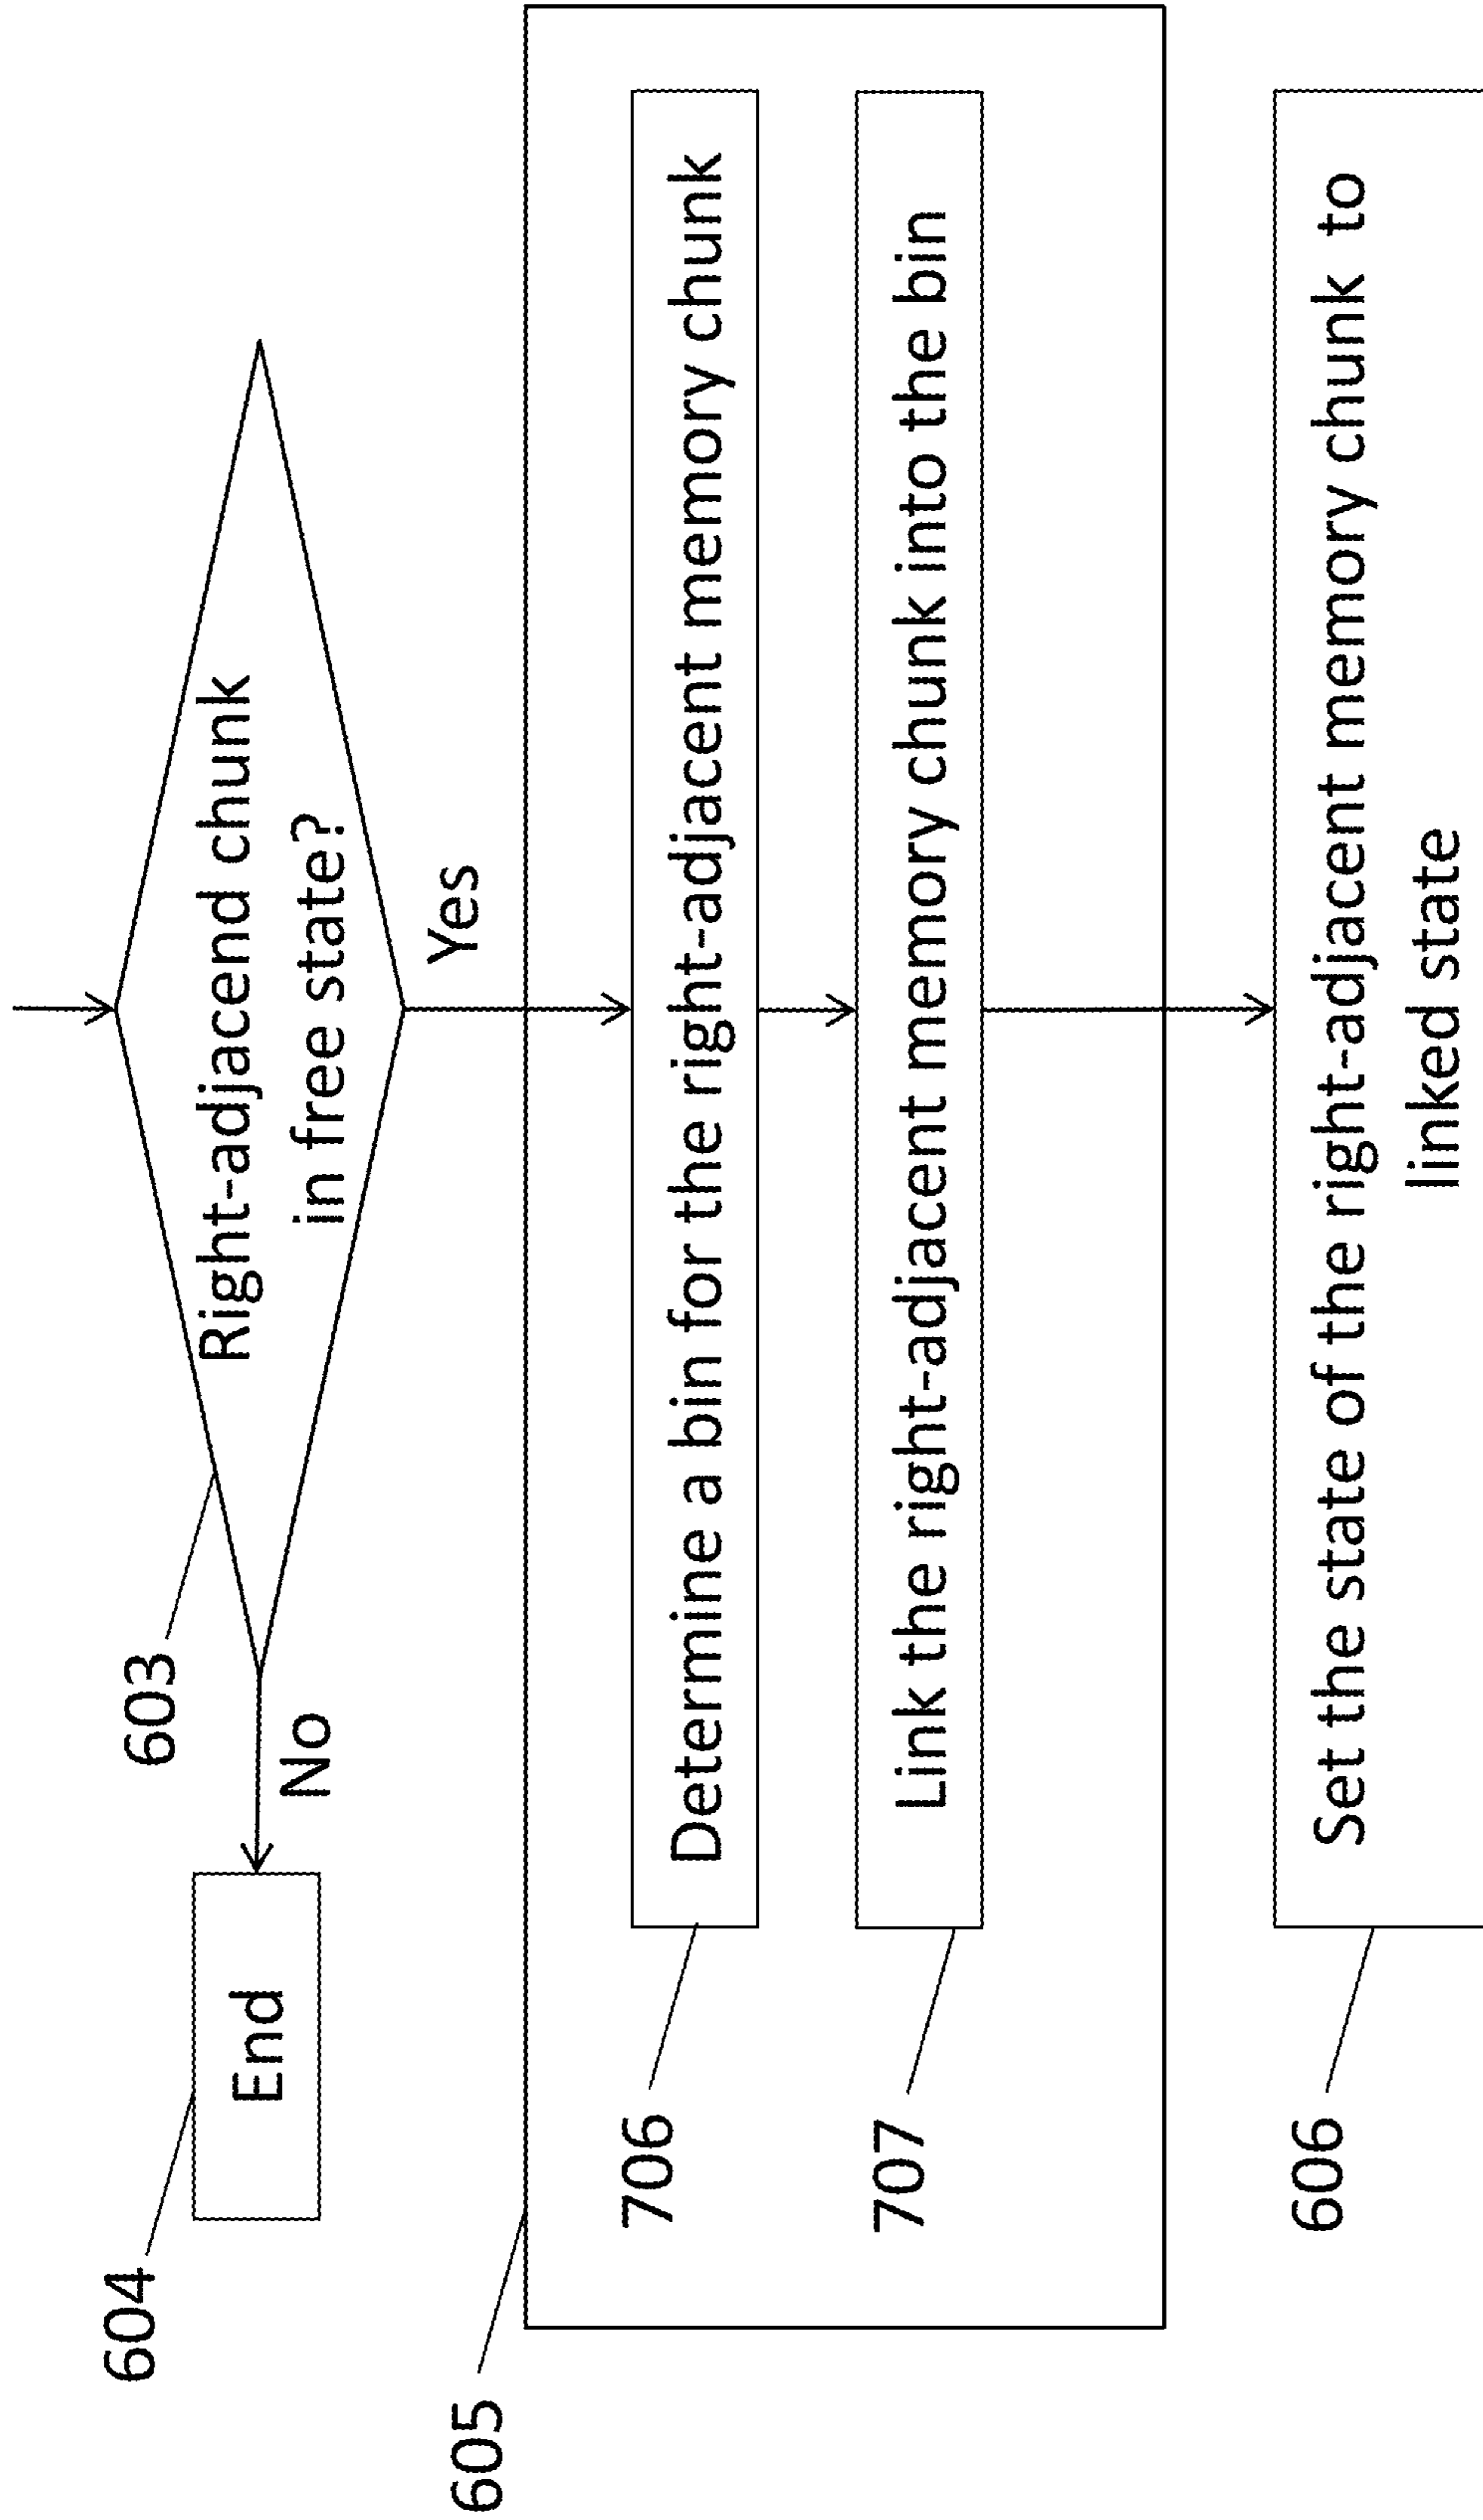 603
Right-adjacend chunk
in free state?
604
End
No
Yes
605
706
Determine a bin for the right-adjacent memory chunk
707
Link the right-adjacent memory chunk into the bin
606
Set the state of the right-adjacent memory chunk to
linked state